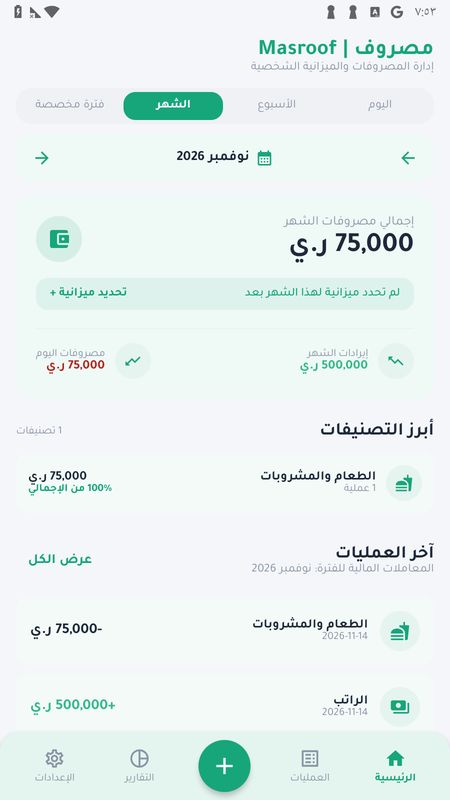 ٧:٥٣
مصروف | Masroof
إدارة المصروفات والميزانية الشخصية
اليوم
الأسبوع
الشهر
فترة مخصصة
نوفمبر 2026
إجمالي مصروفات الشهر
75,000 ر.ي
لم تحدد ميزانية لهذا الشهر بعد
تحديد ميزانية +
إيرادات الشهر
500,000 ر.ي
مصروفات اليوم
75,000 ر.ي
أبرز التصنيفات
1 تصنيفات
الطعام والمشروبات
1 عملية
75,000 ر.ي
100% من الإجمالي
آخر العمليات
المعاملات المالية للفترة: نوفمبر 2026
عرض الكل
الطعام والمشروبات
2026-11-14
-75,000 ر.ي
الراتب
2026-11-14
+500,000 ر.ي
الرئيسية
العمليات
التقارير
الإعدادات